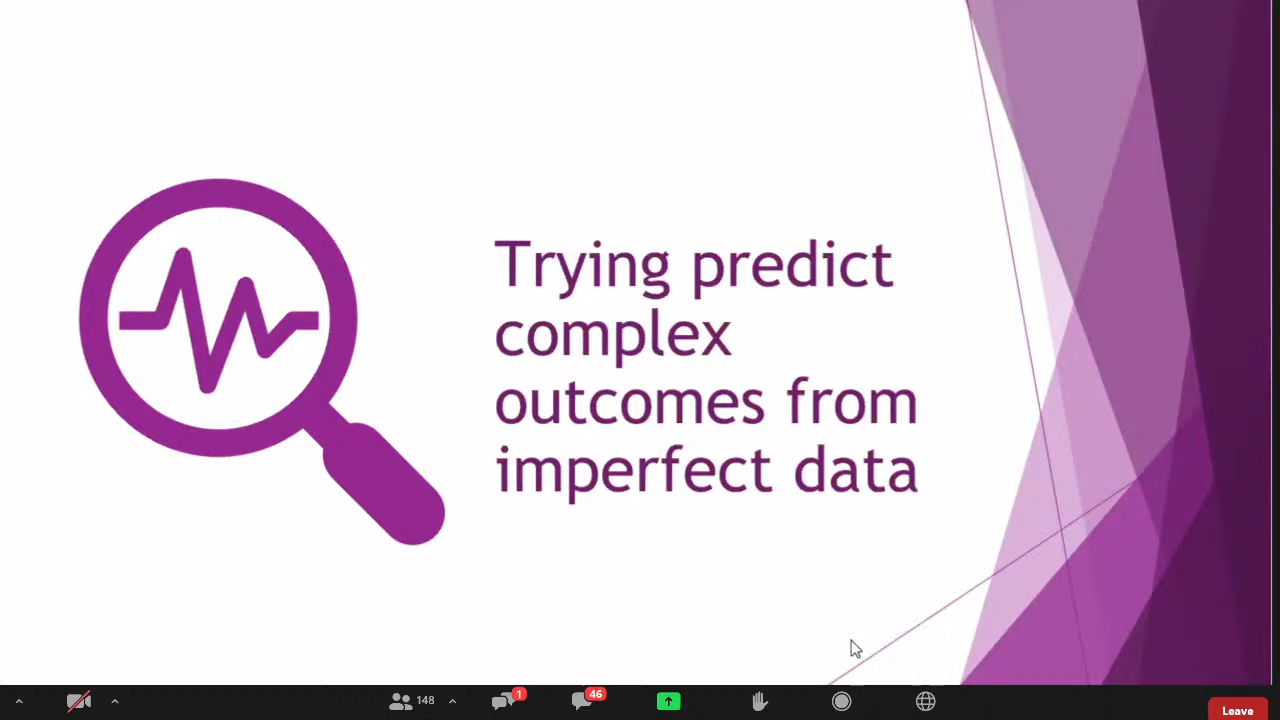 Trying predict
complex
outcomes from
imperfect data
148
1
46
Leave